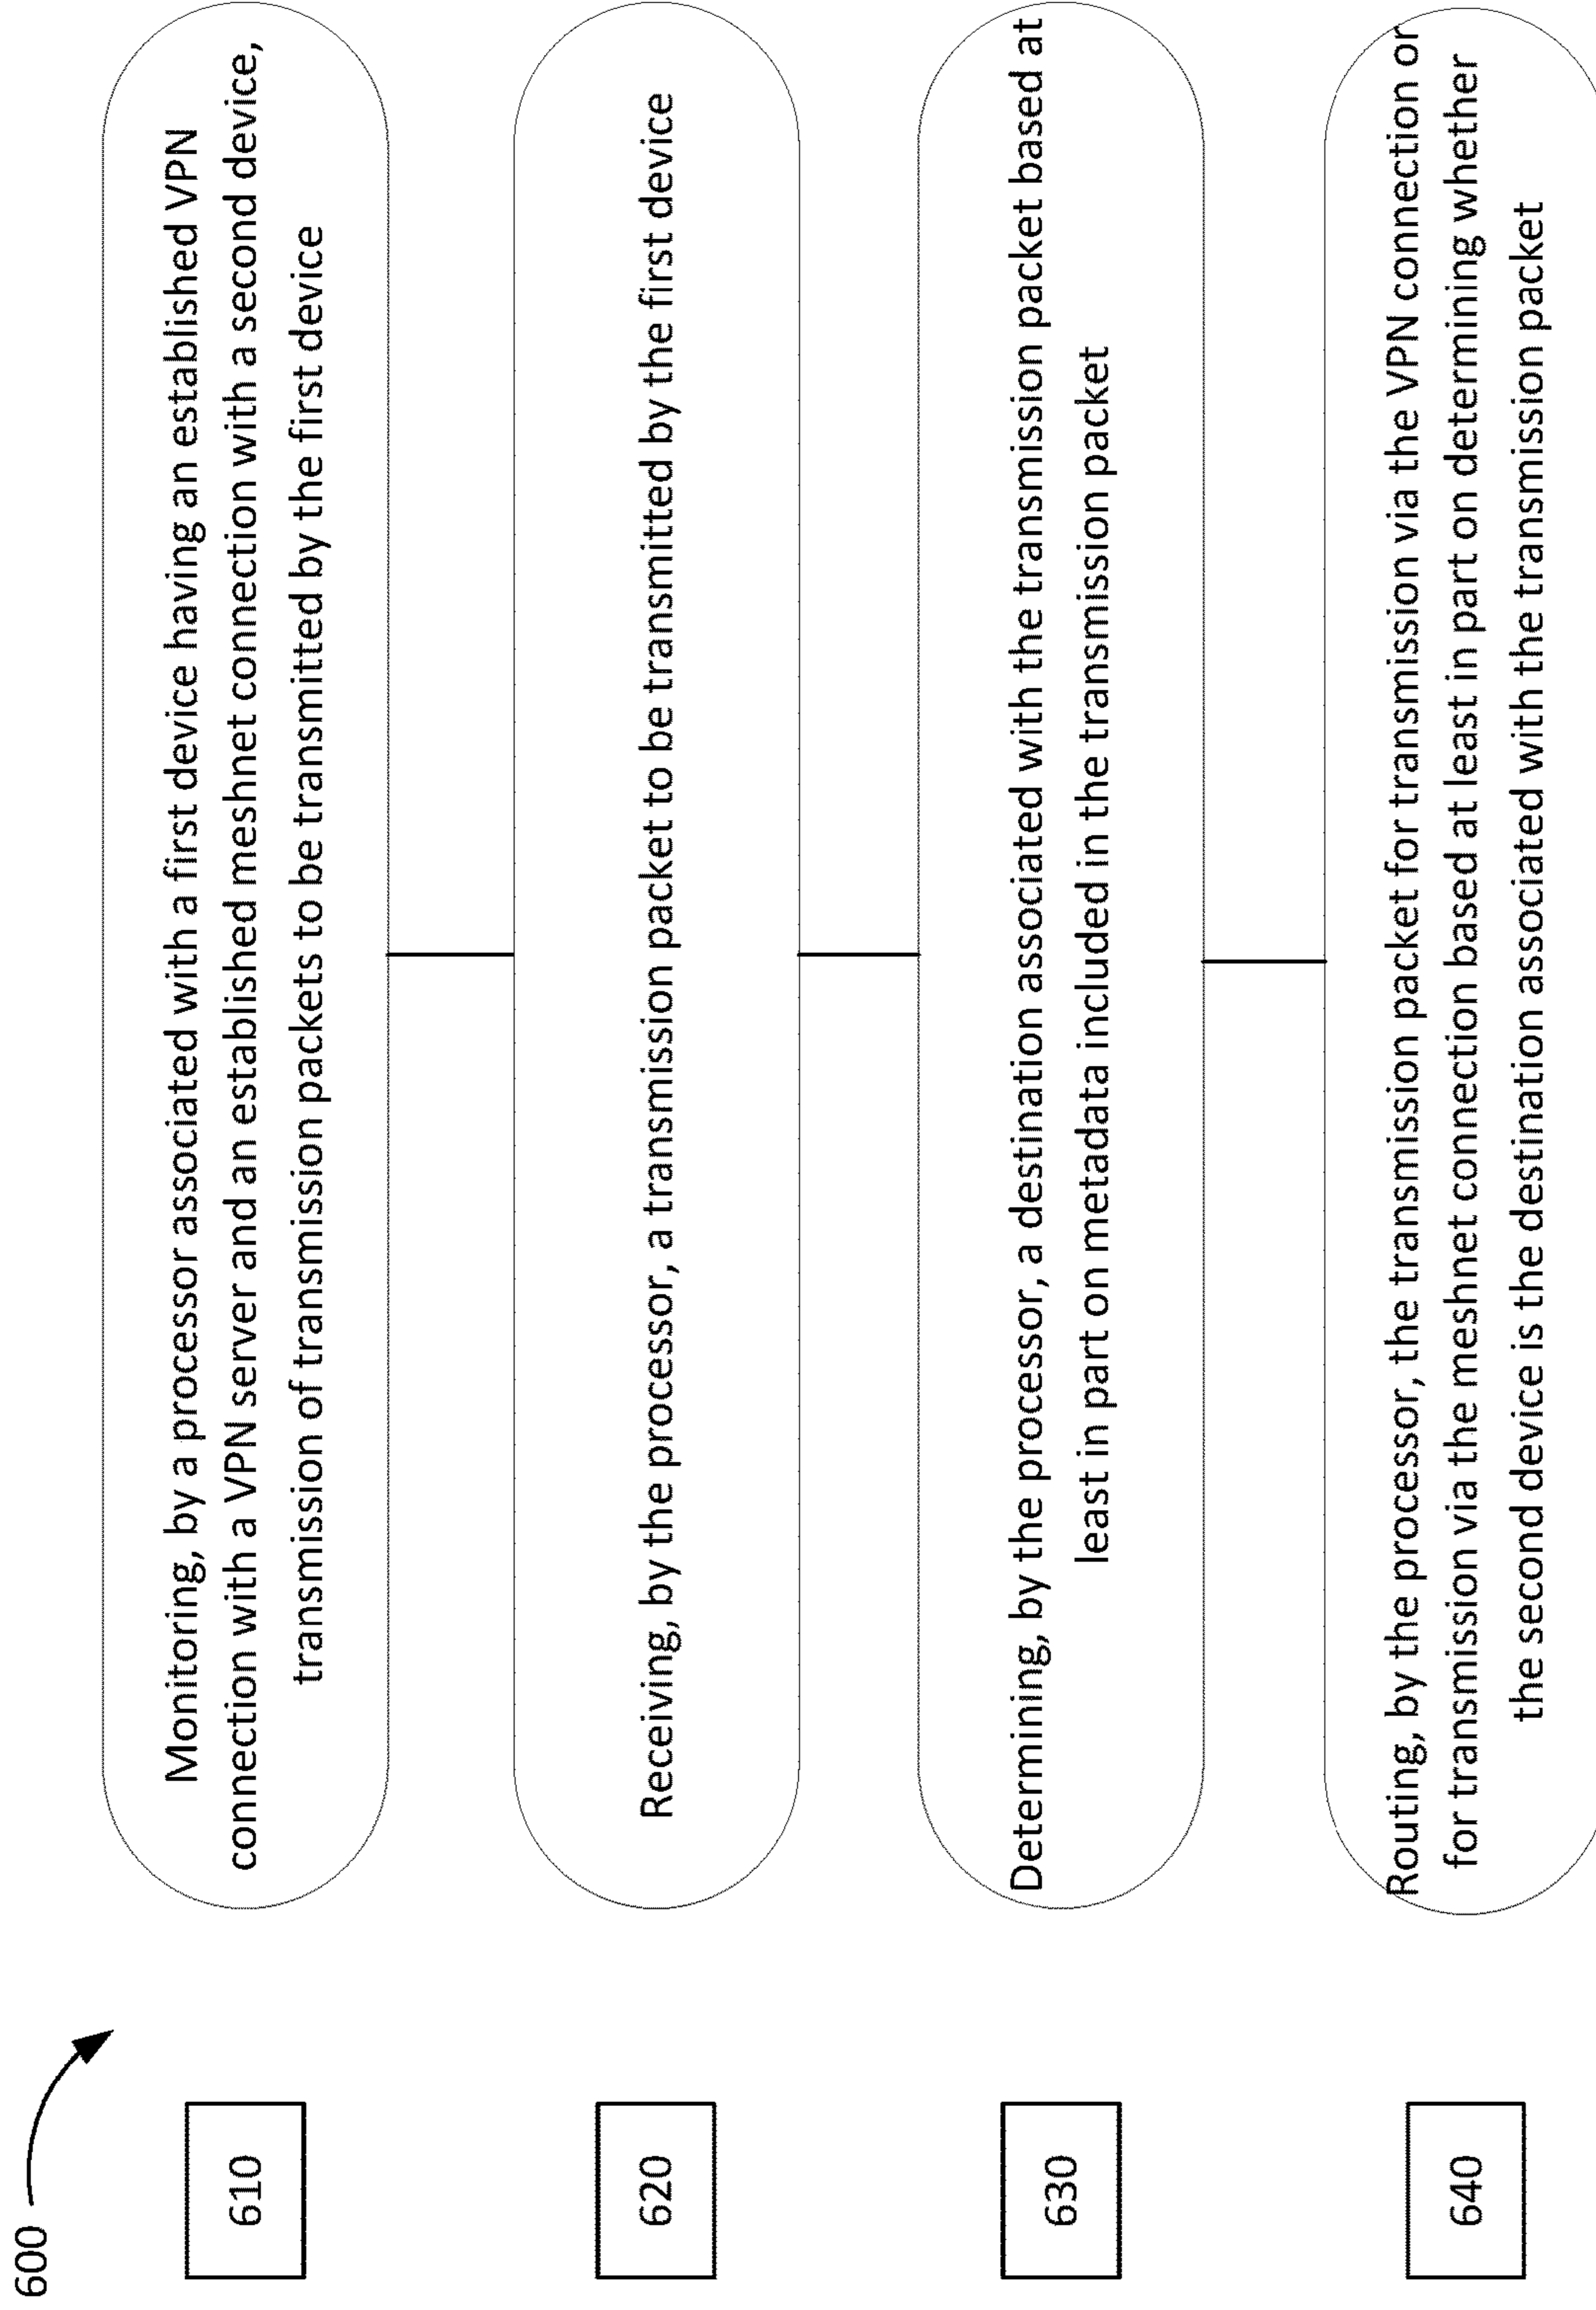 600
610
Monitoring, by a processor associated with a first device having an established VPN
connection with a VPN server and an established meshnet connection with a second device,
transmission of transmission packets to be transmitted by the first device
620
Receiving, by the processor, a transmission packet to be transmitted by the first device
630
Determining, by the processor, a destination associated with the transmission packet based at
least in part on metadata included in the transmission packet
640
Routing, by the processor, the transmission packet for transmission via the VPN connection or
for transmission via the meshnet connection based at least in part on determining whether
the second device is the destination associated with the transmission packet